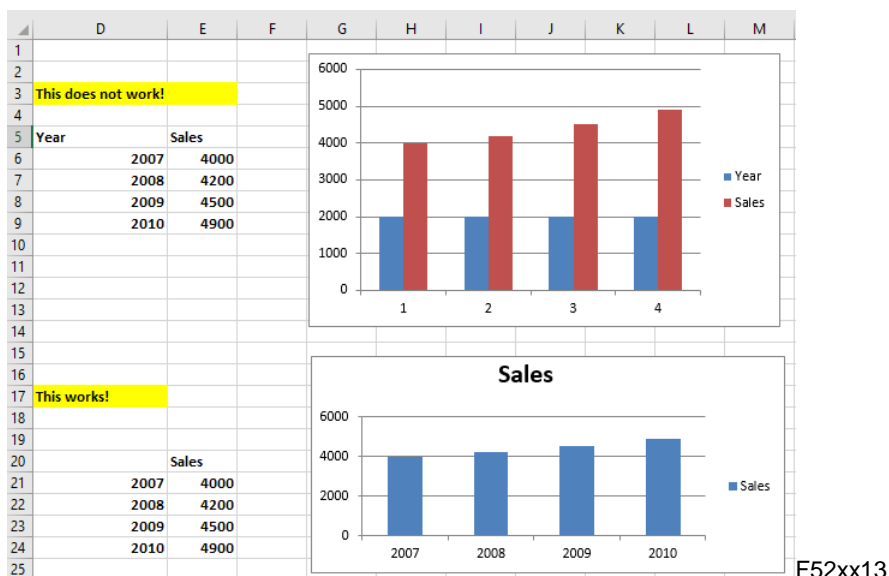 D E F G H I J K L M
1
2
3 This does not work!
4
5 Year Sales
6 2007 4000
7 2008 4200
8 2009 4500
9 2010 4900
10
11
12
13
14
15
16
17 This works!
18
19
20 Sales
21 2007 4000
22 2008 4200
23 2009 4500
24 2010 4900
25
6000
5000
4000
3000
2000
1000
0
1 2 3 4
Year
Sales
Sales
6000
4000
2000
0
2007 2008 2009 2010
Sales
F52xx13